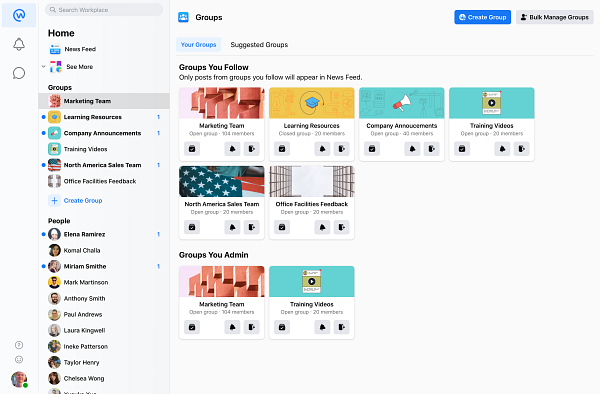 Search Workplace
Home
News Feed
See More
Groups
Marketing Team
Learning Resources 1
Company Announcements 1
Training Videos
North America Sales Team 1
Office Facilities Feedback
Create Group
People
Elena Ramirez 1
Komal Challa
Miriam Smithe 1
Mark Martinson
Anthony Smith
Paul Andrews
Laura Kingwell
Ineke Patterson
Taylor Henry
Chelsea Wong
Groups
Create Group
Bulk Manage Groups
Your Groups
Suggested Groups
Groups You Follow
Only posts from groups you follow will appear in News Feed.
Marketing Team
Open group · 104 members
Learning Resources
Closed group · 20 members
Company Annoucements
Open group · 40 members
Training Videos
Open group · 20 members
North America Sales Team
Open group · 20 members
Office Facilities Feedback
Open group · 20 members
Groups You Admin
Marketing Team
Open group · 104 members
Training Videos
Open group · 20 members